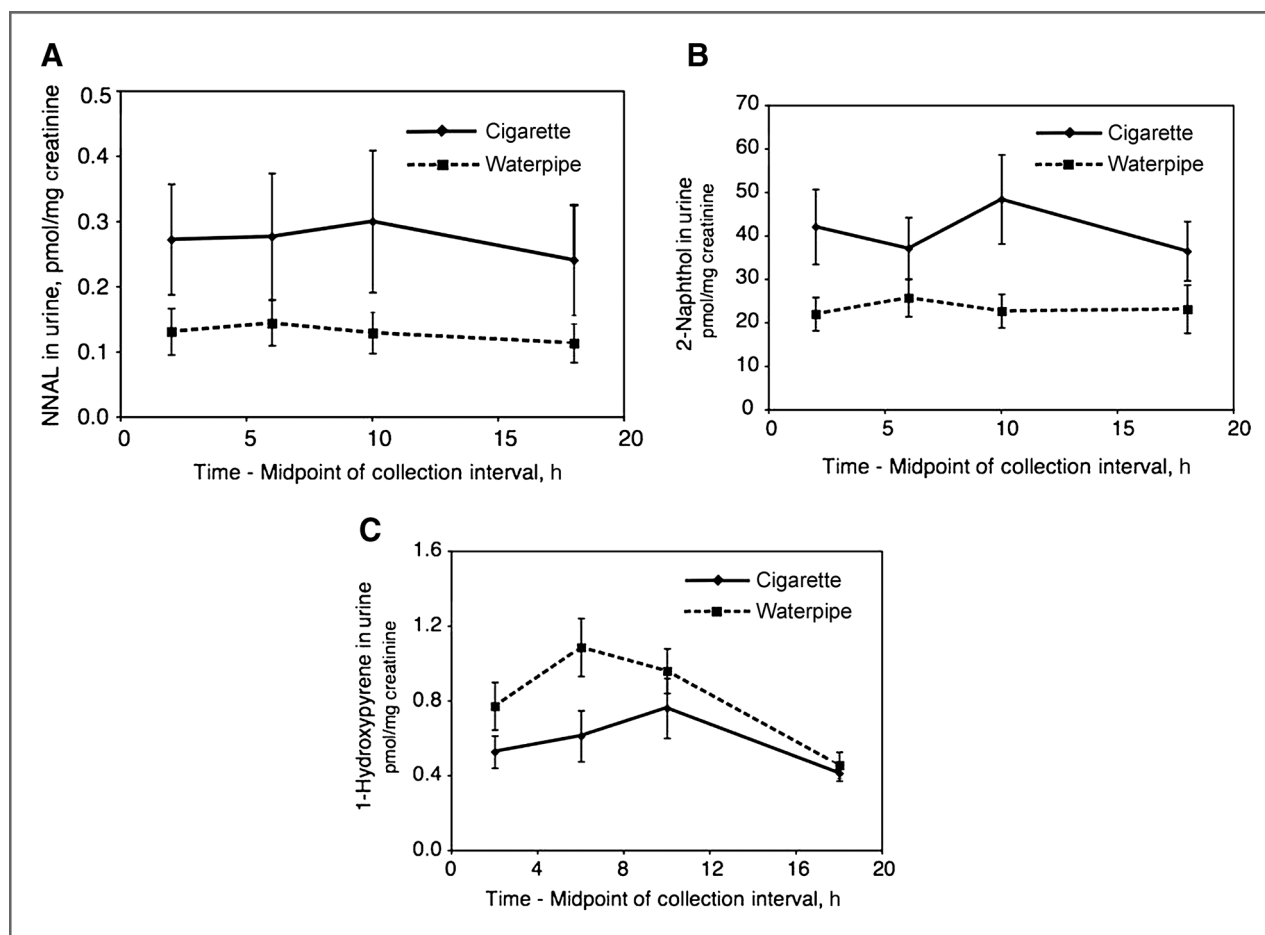 A
NNAL in urine, pmol/mg creatinine
0.5
0.4
0.3
0.2
0.1
0.0
0
5
10
15
20
Cigarette
Waterpipe
Time - Midpoint of collection interval, h
B
2-Naphthol in urine
pmol/mg creatinine
70
60
50
40
30
20
10
0
0
5
10
15
20
Cigarette
Waterpipe
Time - Midpoint of collection interval, h
C
1-Hydroxypyrene in urine
pmol/mg creatinine
1.6
1.2
0.8
0.4
0.0
0
4
8
12
16
20
Cigarette
Waterpipe
Time - Midpoint of collection interval, h